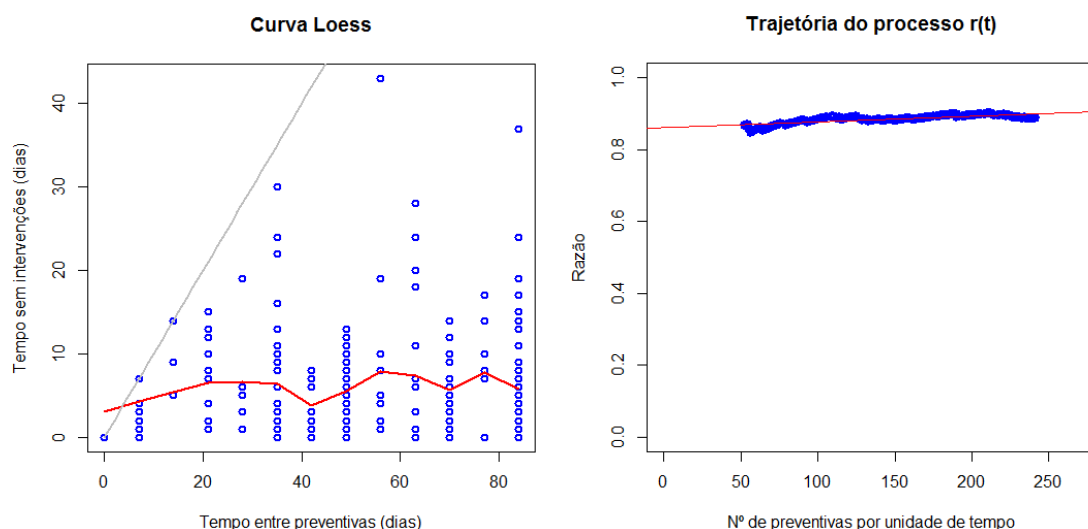 Curva Loess
Tempo sem intervenções (dias)
40
30
20
10
0
0 20 40 60 80
Tempo entre preventivas (dias)
Trajetória do processo r(t)
Razão
1.0
0.8
0.6
0.4
0.2
0.0
0 50 100 150 200 250
Nº de preventivas por unidade de tempo